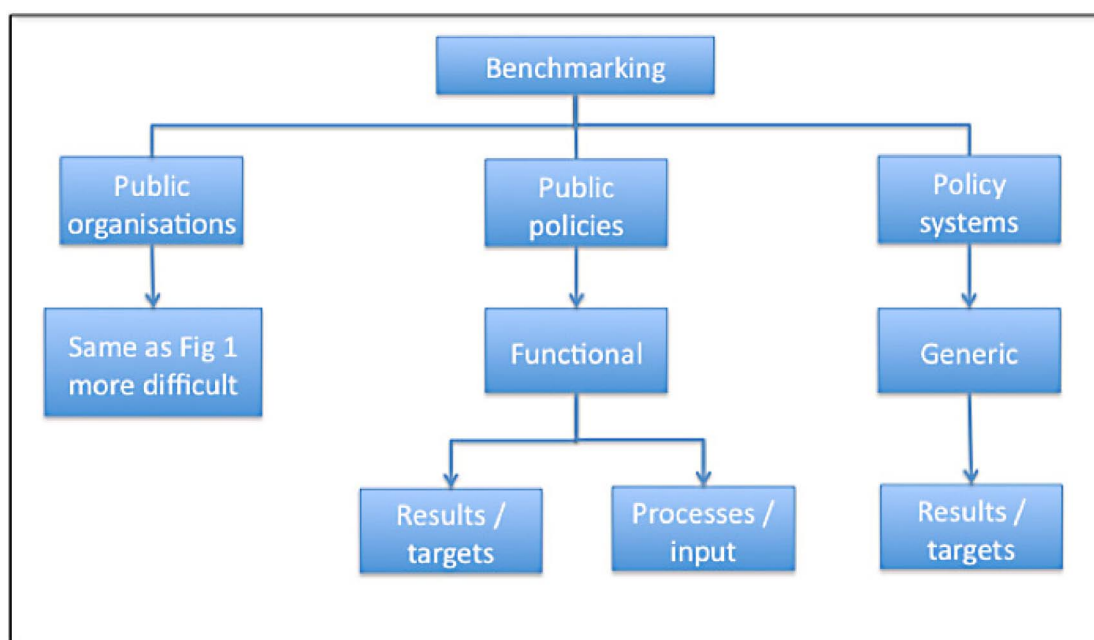 Benchmarking
Public
organisations
Public
policies
Policy
systems
Same as Fig 1
more difficult
Functional
Generic
Results /
targets
Processes /
input
Results /
targets